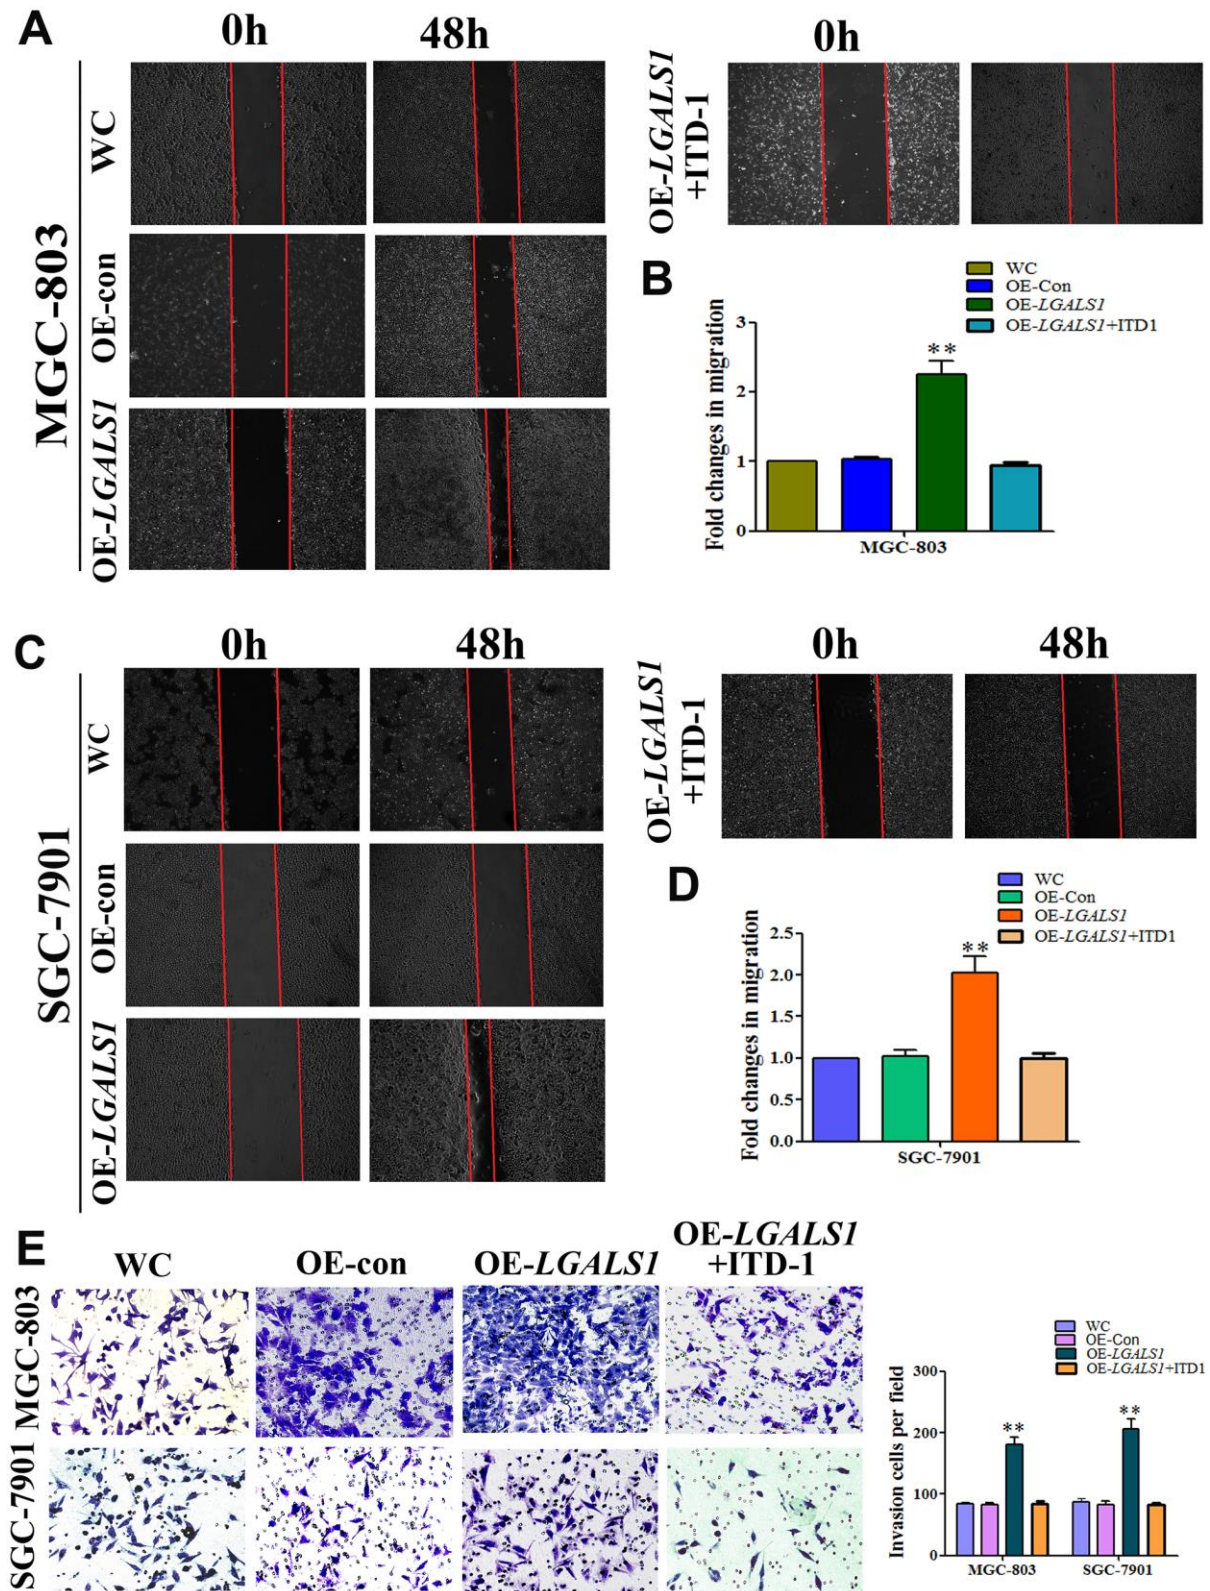 A
0h
48h
0h
MGC-803
WC
OE-con
OE-LGALS1
OE-LGALS1
+ITD-1
B
WC
OE-Con
OE-LGALS1
OE-LGALS1+ITD1
Fold changes in migration
3
2
1
0
**
MGC-803
C
0h
48h
0h
48h
SGC-7901
WC
OE-con
OE-LGALS1
OE-LGALS1
+ITD-1
D
WC
OE-Con
OE-LGALS1
OE-LGALS1+ITD1
Fold changes in migration
2.5
2.0
1.5
1.0
0.5
0.0
**
SGC-7901
E
WC
OE-con
OE-LGALS1
OE-LGALS1
+ITD-1
MGC-803
SGC-7901
WC
OE-Con
OE-LGALS1
OE-LGALS1+ITD1
Invasion cells per field
300
200
100
0
**
**
MGC-803
SGC-7901